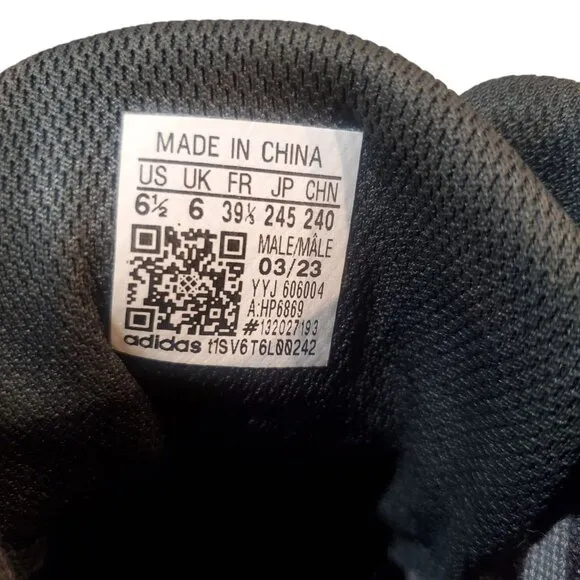 MADE IN CHINA
US UK FR JP CHN
6½ 6 39⅓ 245 240
MALE/MÂLE
03/23
YYJ 606004
A:HP6869
#132027193
adidas t1SV6T6L00242